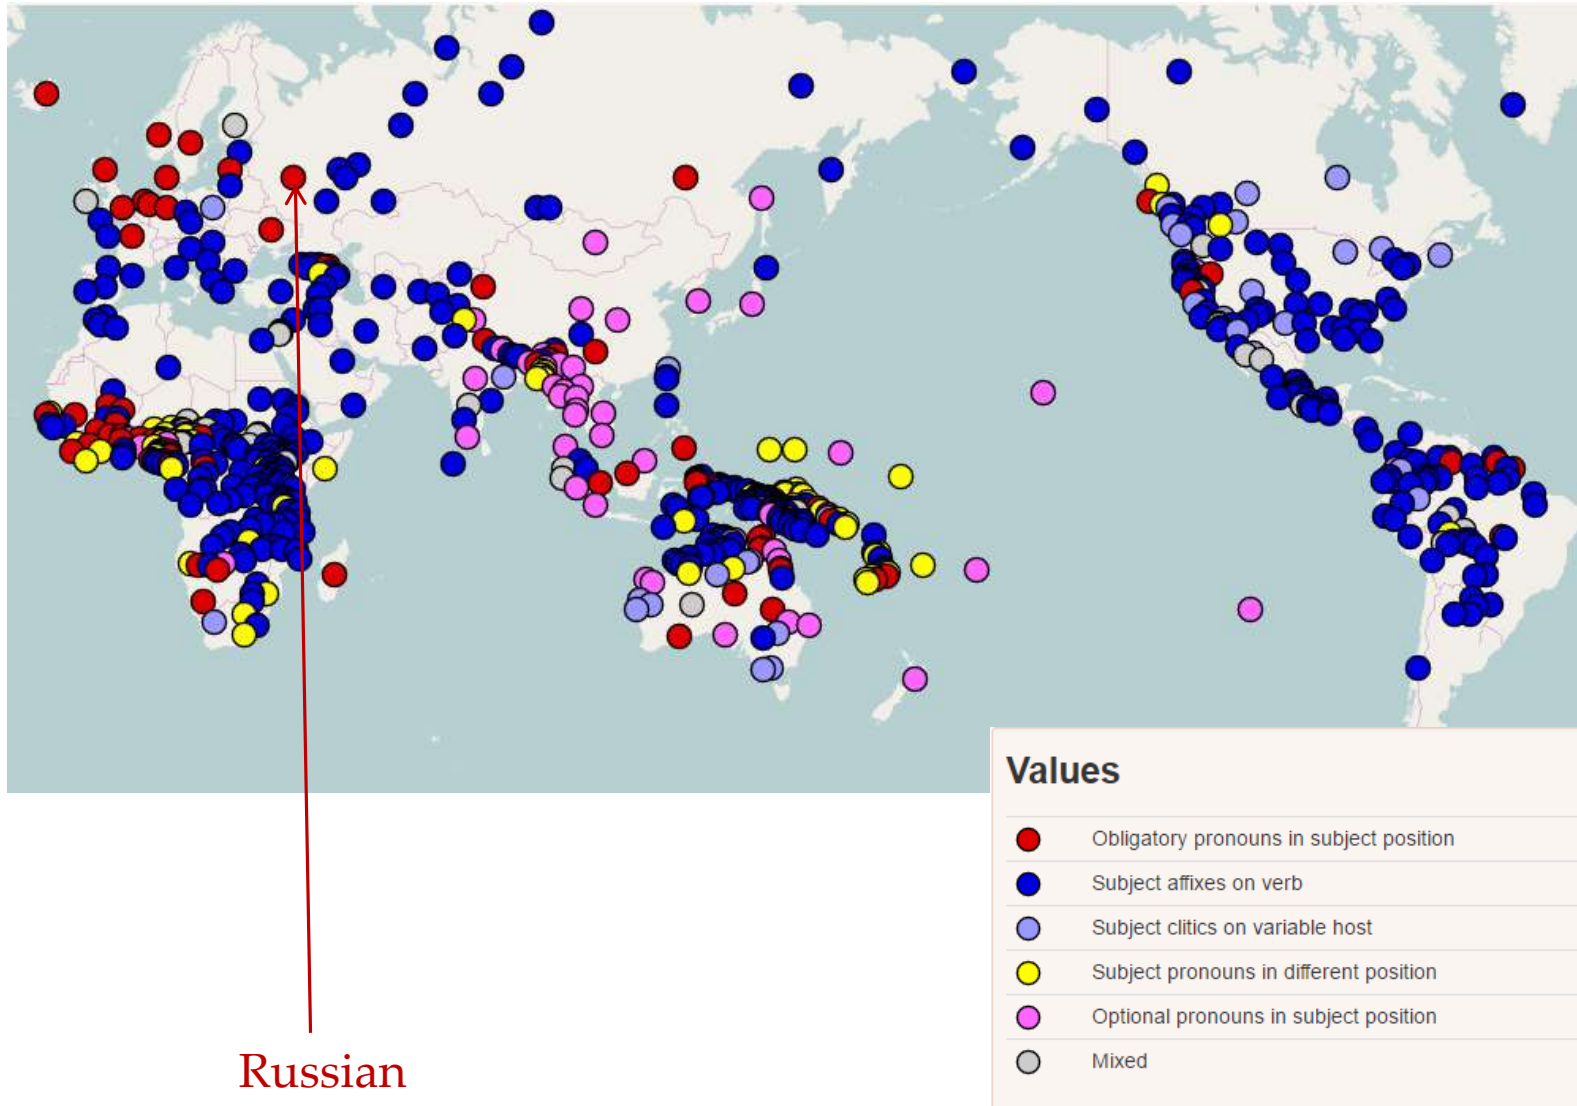 Values
Obligatory pronouns in subject position
Subject affixes on verb
Subject clitics on variable host
Subject pronouns in different position
Optional pronouns in subject position
Mixed
Russian